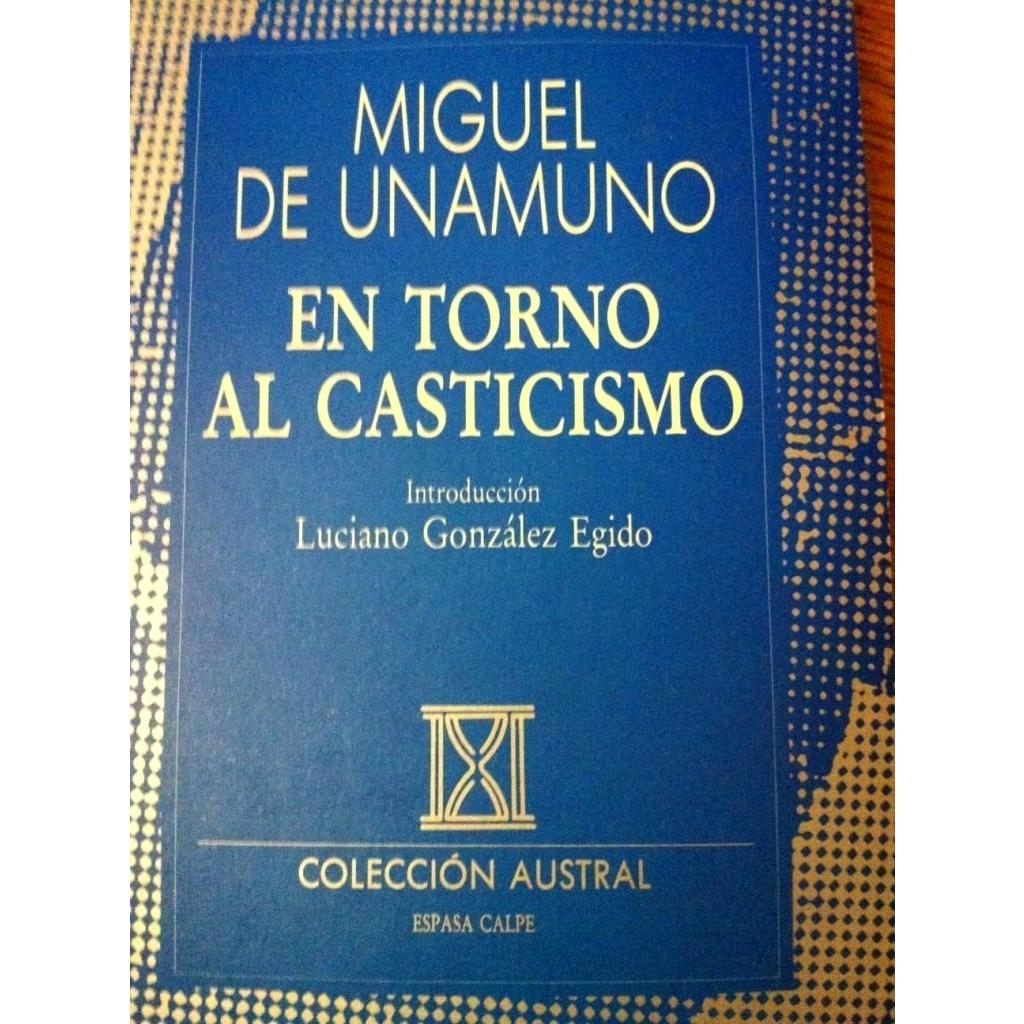 MIGUEL
DE UNAMUNO
EN TORNO
AL CASTICISMO
Introducción
Luciano González Egido
COLECCIÓN AUSTRAL
ESPASA CALPE